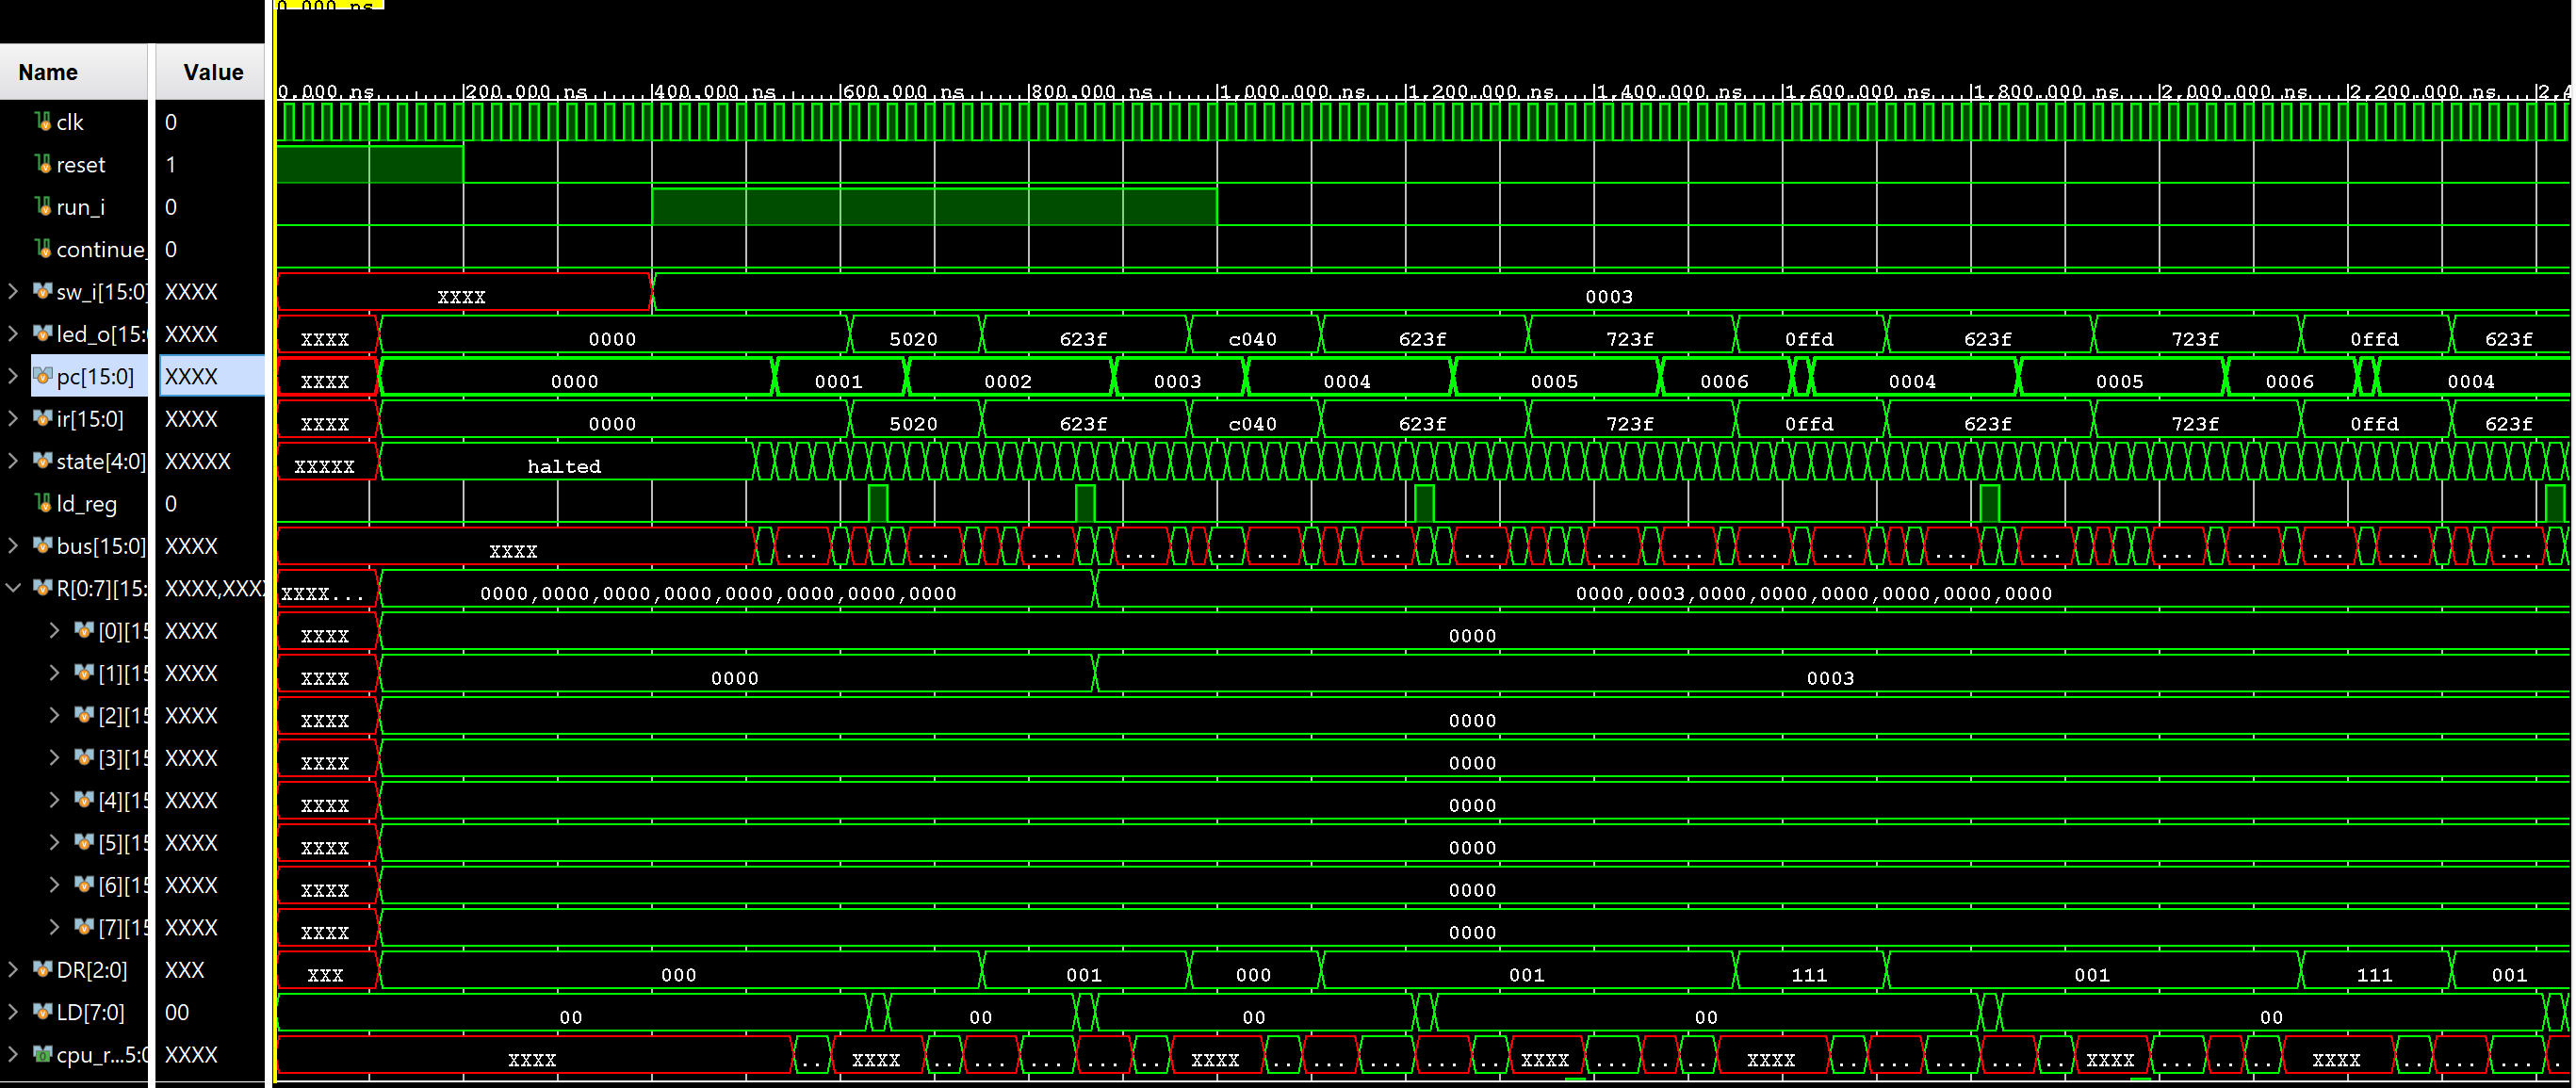 0.000 ns
Name Value
0.000 ns 200.000 ns 400.000 ns 600.000 ns 800.000 ns 1,000.000 ns 1,200.000 ns 1,400.000 ns 1,600.000 ns 1,800.000 ns 2,000.000 ns 2,200.000 ns 2,4
clk 0
reset 1
run_i 0
continue_ 0
sw_i[15:0] XXXX XXXX 0003
led_o[15:0 XXXX XXXX 0000 5020 623f c040 623f 723f 0ffd 623f 723f 0ffd 623f
pc[15:0] XXXX XXXX 0000 0001 0002 0003 0004 0005 0006 0004 0005 0006 0004
ir[15:0] XXXX XXXX 0000 5020 623f c040 623f 723f 0ffd 623f 723f 0ffd 623f
state[4:0] XXXXX XXXXX halted
ld_reg 0
bus[15:0] XXXX XXXX ... ... ... ... ... ... ... ... ... ... ... ... ... ... ...
R[0:7][15: XXXX,XXXX XXXX... 0000,0000,0000,0000,0000,0000,0000,0000 0000,0003,0000,0000,0000,0000,0000,0000
[0][15 XXXX XXXX 0000
[1][15 XXXX XXXX 0000 0003
[2][15 XXXX XXXX 0000
[3][15 XXXX XXXX 0000
[4][15 XXXX XXXX 0000
[5][15 XXXX XXXX 0000
[6][15 XXXX XXXX 0000
[7][15 XXXX XXXX 0000
DR[2:0] XXX XXX 000 001 000 001 111 001 111 001
LD[7:0] 00 00 00 00 00 00
cpu_r...5:0 XXXX XXXX .. XXXX .. ... ... ... .. XXXX .. ... ... ... .. XXXX ... .. .. XXXX .. ... ... .. XXXX ... .. .. XXXX .. ... ... .